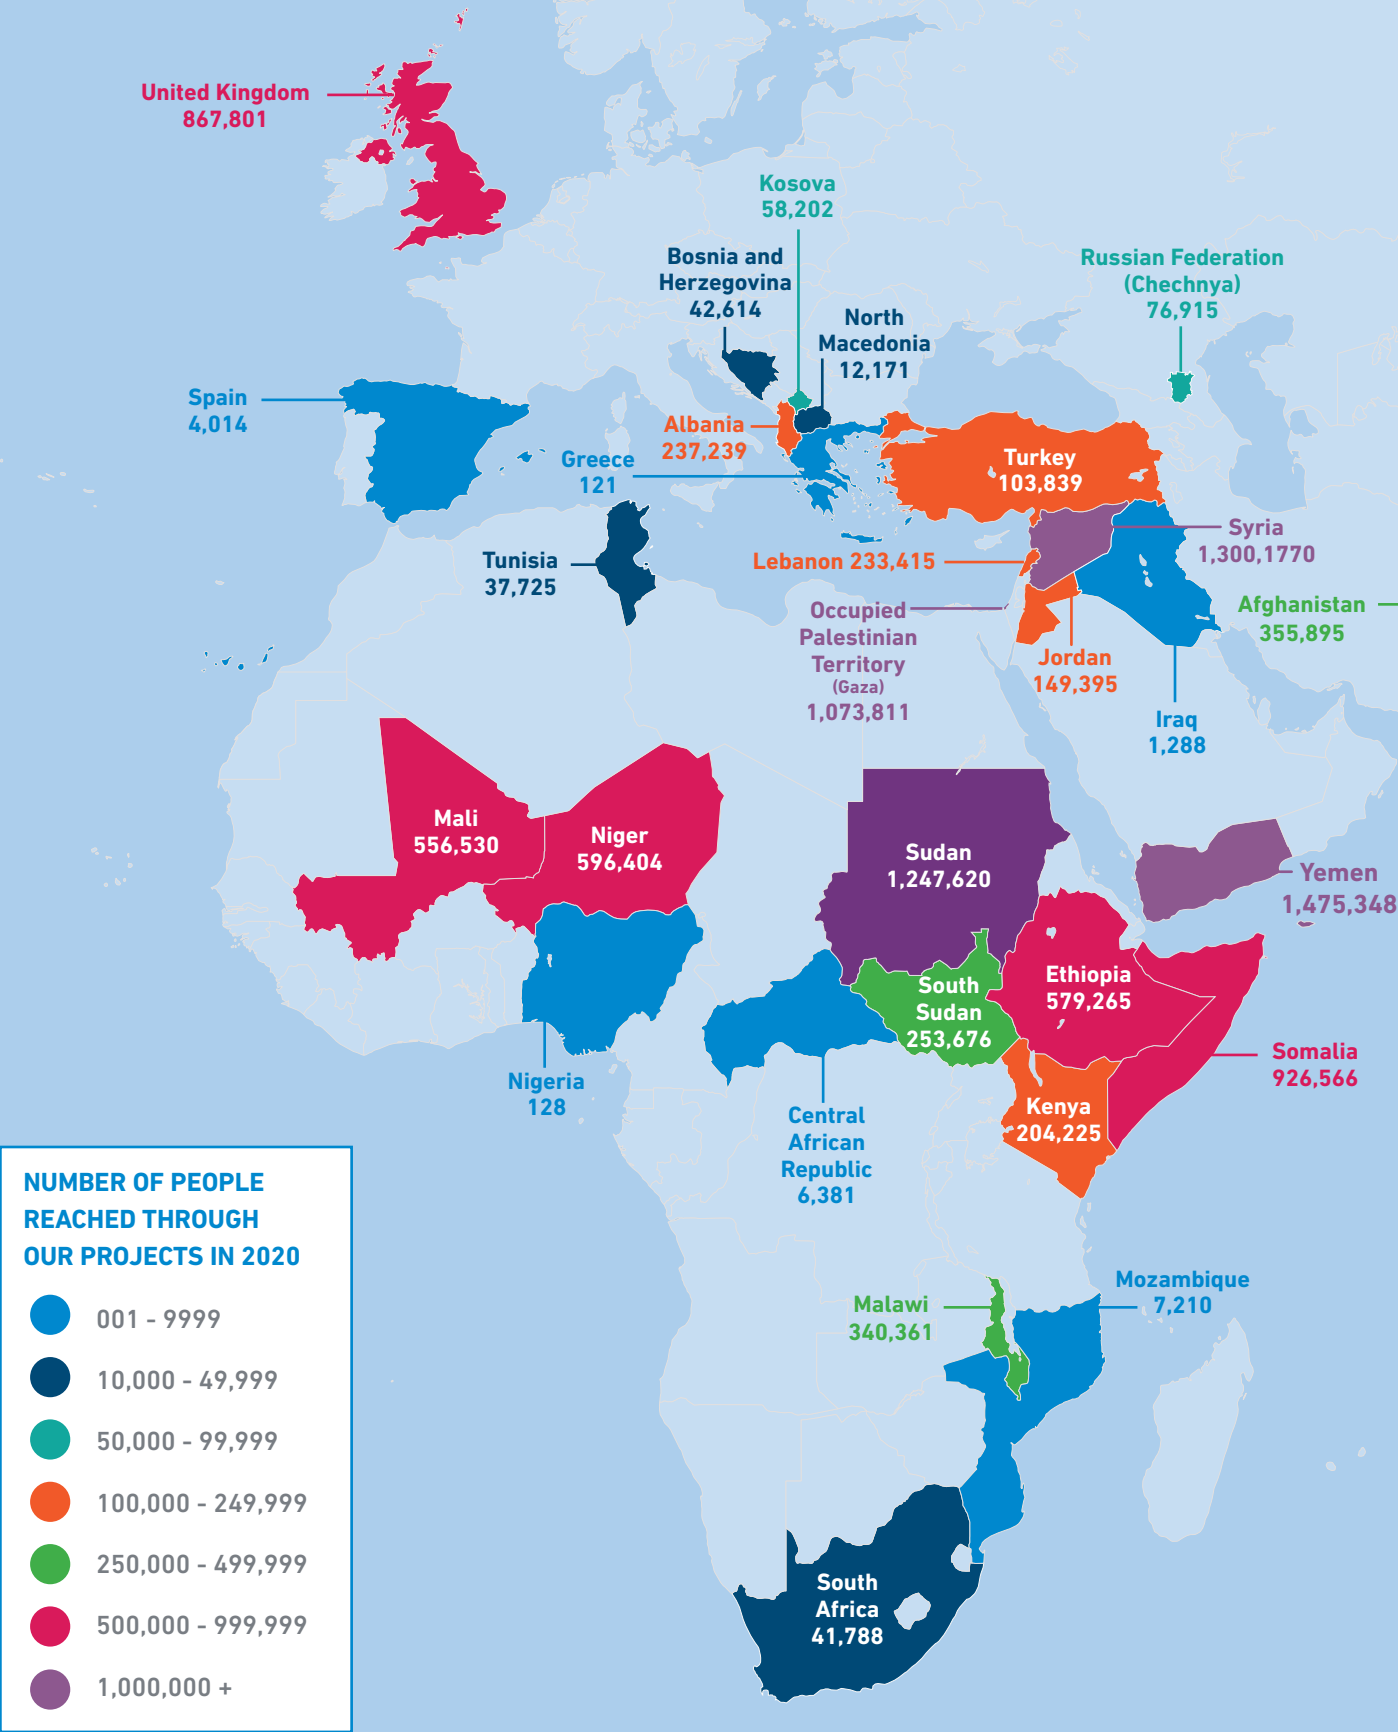 United Kingdom
867,801
Kosova
58,202
Bosnia and
Herzegovina
42,614
Russian Federation
(Chechnya)
76,915
North
Macedonia
12,171
Spain
4,014
Albania
237,239
Greece
121
Turkey
103,839
Syria
1,300,1770
Tunisia
37,725
Lebanon 233,415
Afghanistan
355,895
Occupied
Palestinian
Territory
(Gaza)
1,073,811
Jordan
149,395
Iraq
1,288
Mali
556,530
Niger
596,404
Sudan
1,247,620
Yemen
1,475,348
Ethiopia
579,265
South
Sudan
253,676
Somalia
926,566
Nigeria
128
Central
African
Republic
6,381
Kenya
204,225
Mozambique
7,210
Malawi
340,361
South
Africa
41,788
NUMBER OF PEOPLE
REACHED THROUGH
OUR PROJECTS IN 2020
001 - 9999
10,000 - 49,999
50,000 - 99,999
100,000 - 249,999
250,000 - 499,999
500,000 - 999,999
1,000,000 +